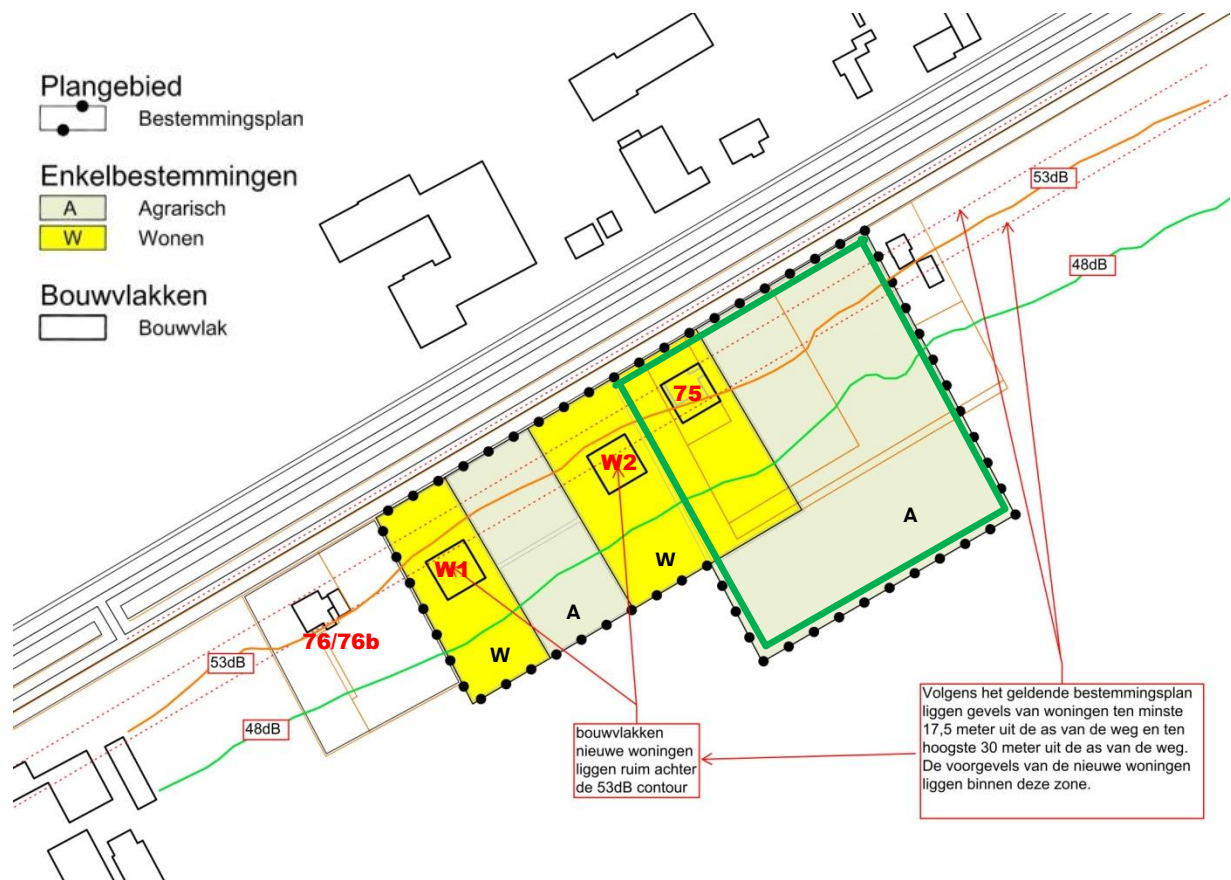 Plangebied
Bestemmingsplan
Enkelbestemmingen
A Agrarisch
W Wonen
Bouwvlakken
Bouwvlak
53dB
48dB
75
W2
A
W
W1
A
76/76b
W
53dB
48dB
bouwvlakken
nieuwe woningen
liggen ruim achter
de 53dB contour
Volgens het geldende bestemmingsplan
liggen gevels van woningen ten minste
17,5 meter uit de as van de weg en ten
hoogste 30 meter uit de as van de weg.
De voorgevels van de nieuwe woningen
liggen binnen deze zone.